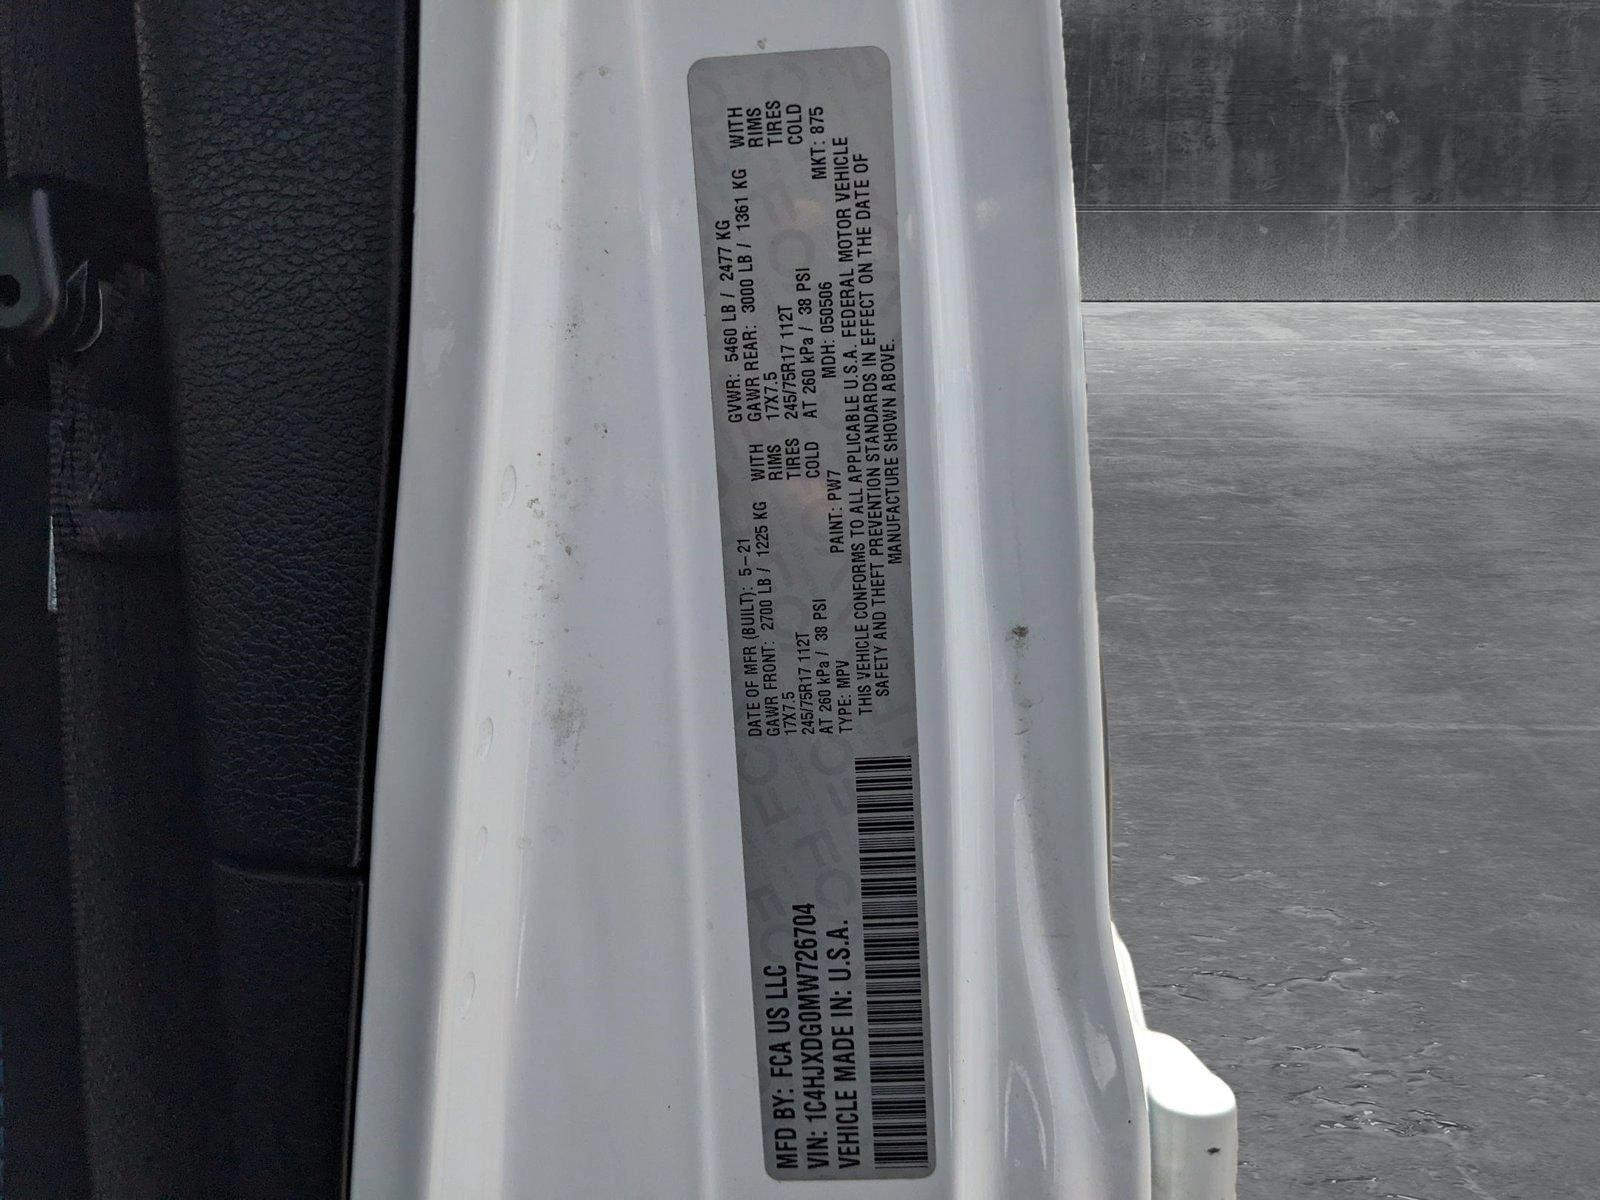 MFD BY: FCA US LLC
VIN: 1C4HJXDG0MW726704
VEHICLE MADE IN: U.S.A.
DATE OF MFR (BUILT): 5-21 GVWR: 5460 LB / 2477 KG
GAWR FRONT: 2700 LB / 1225 KG WITH GAWR REAR: 3000 LB / 1361 KG WITH
17X7.5 RIMS 17X7.5 RIMS
245/75R17 112T TIRES 245/75R17 112T TIRES
AT 260 kPa / 38 PSI COLD AT 260 kPa / 38 PSI COLD
TYPE: MPV PAINT: PW7 MDH: 050506 MKT: 875
THIS VEHICLE CONFORMS TO ALL APPLICABLE U.S.A. FEDERAL MOTOR VEHICLE
SAFETY AND THEFT PREVENTION STANDARDS IN EFFECT ON THE DATE OF
MANUFACTURE SHOWN ABOVE.